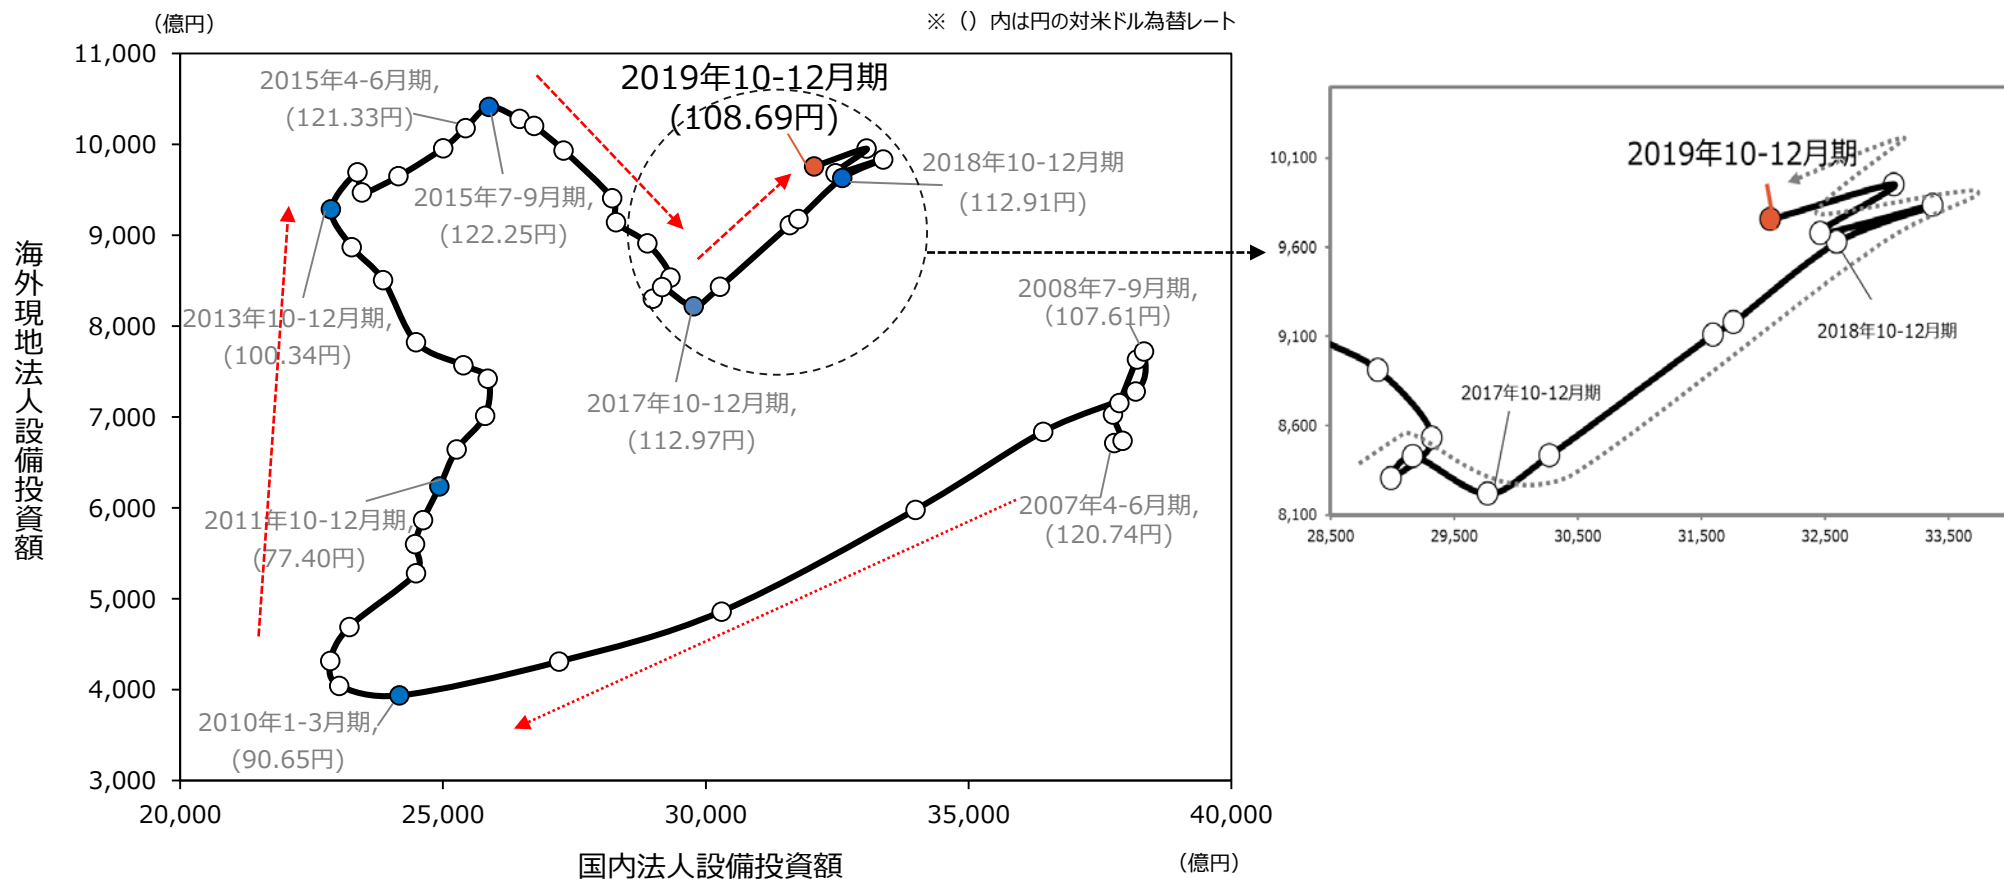 （億円）
※（）内は円の対米ドル為替レート
11,000
10,000
9,000
8,000
7,000
6,000
5,000
4,000
3,000
20,000
25,000
30,000
35,000
40,000
海外現地法人設備投資額
国内法人設備投資額
（億円）
2015年4-6月期,
(121.33円)
2019年10-12月期
(108.69円)
2018年10-12月期
(112.91円)
2015年7-9月期,
(122.25円)
2008年7-9月期,
(107.61円)
2013年10-12月期,
(100.34円)
2017年10-12月期,
(112.97円)
2011年10-12月期,
(77.40円)
2007年4-6月期,
(120.74円)
2010年1-3月期,
(90.65円)
10,100
9,600
9,100
8,600
8,100
28,500
29,500
30,500
31,500
32,500
33,500
2019年10-12月期
2018年10-12月期
2017年10-12月期